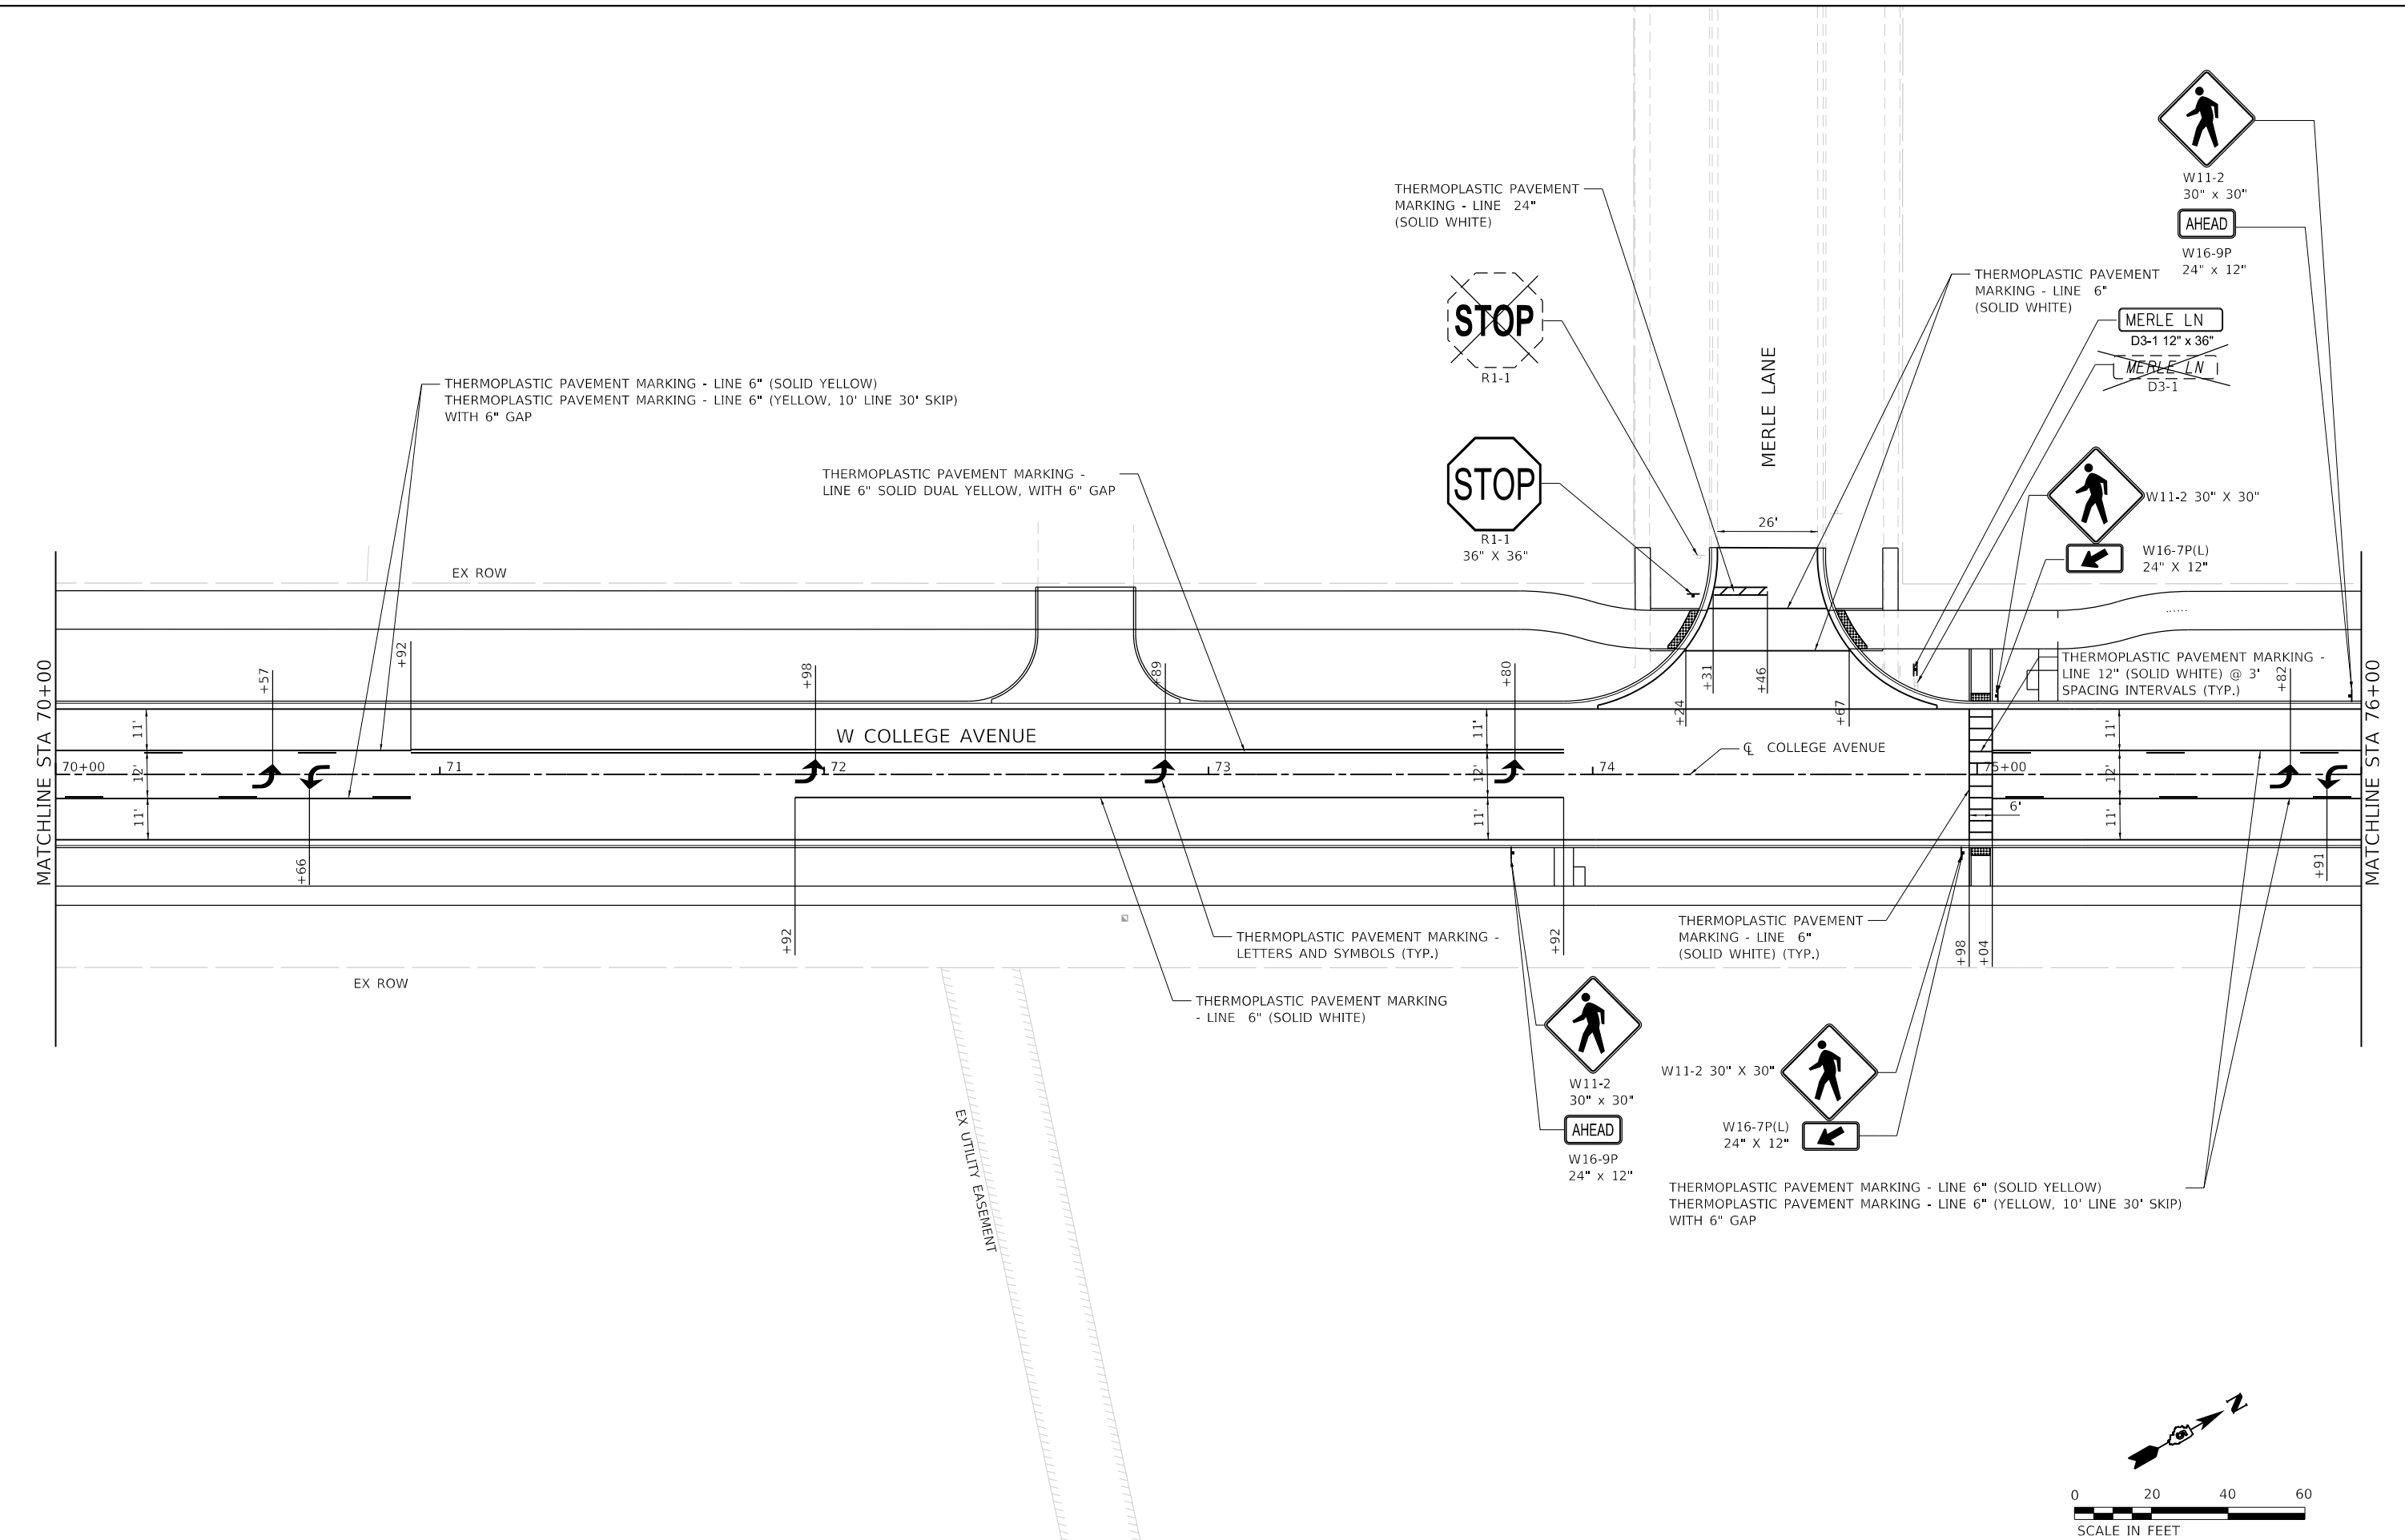 W11-2
30" x 30"
AHEAD
W16-9P
24" x 12"
THERMOPLASTIC PAVEMENT
MARKING - LINE 24"
(SOLID WHITE)
STOP
R1-1
STOP
R1-1
36" X 36"
MERLE LANE
THERMOPLASTIC PAVEMENT
MARKING - LINE 6"
(SOLID WHITE)
MERLE LN
D3-1 12" x 36"
MERLE LN
D3-1
THERMOPLASTIC PAVEMENT MARKING - LINE 6" (SOLID YELLOW)
THERMOPLASTIC PAVEMENT MARKING - LINE 6" (YELLOW, 10' LINE 30' SKIP)
WITH 6" GAP
THERMOPLASTIC PAVEMENT MARKING -
LINE 6" SOLID DUAL YELLOW, WITH 6" GAP
W11-2 30" X 30"
W16-7P(L)
24" X 12"
26'
EX ROW
MATCHLINE STA 70+00
+57
+92
+98
+89
+80
+24
+31
+46
+67
THERMOPLASTIC PAVEMENT MARKING -
LINE 12" (SOLID WHITE) @ 3'
SPACING INTERVALS (TYP.)
+82
MATCHLINE STA 76+00
11'
12'
11'
W COLLEGE AVENUE
11'
12'
11'
℄ COLLEGE AVENUE
11'
12'
11'
70+00
71
72
73
74
75+00
6'
+66
+92
+92
+98
+04
+91
THERMOPLASTIC PAVEMENT MARKING -
LETTERS AND SYMBOLS (TYP.)
THERMOPLASTIC PAVEMENT
MARKING - LINE 6"
(SOLID WHITE) (TYP.)
EX ROW
THERMOPLASTIC PAVEMENT MARKING
- LINE 6" (SOLID WHITE)
W11-2
30" x 30"
AHEAD
W16-9P
24" x 12"
W11-2 30" X 30"
W16-7P(L)
24" X 12"
EX UTILITY EASEMENT
THERMOPLASTIC PAVEMENT MARKING - LINE 6" (SOLID YELLOW)
THERMOPLASTIC PAVEMENT MARKING - LINE 6" (YELLOW, 10' LINE 30' SKIP)
WITH 6" GAP
N
0 20 40 60
SCALE IN FEET